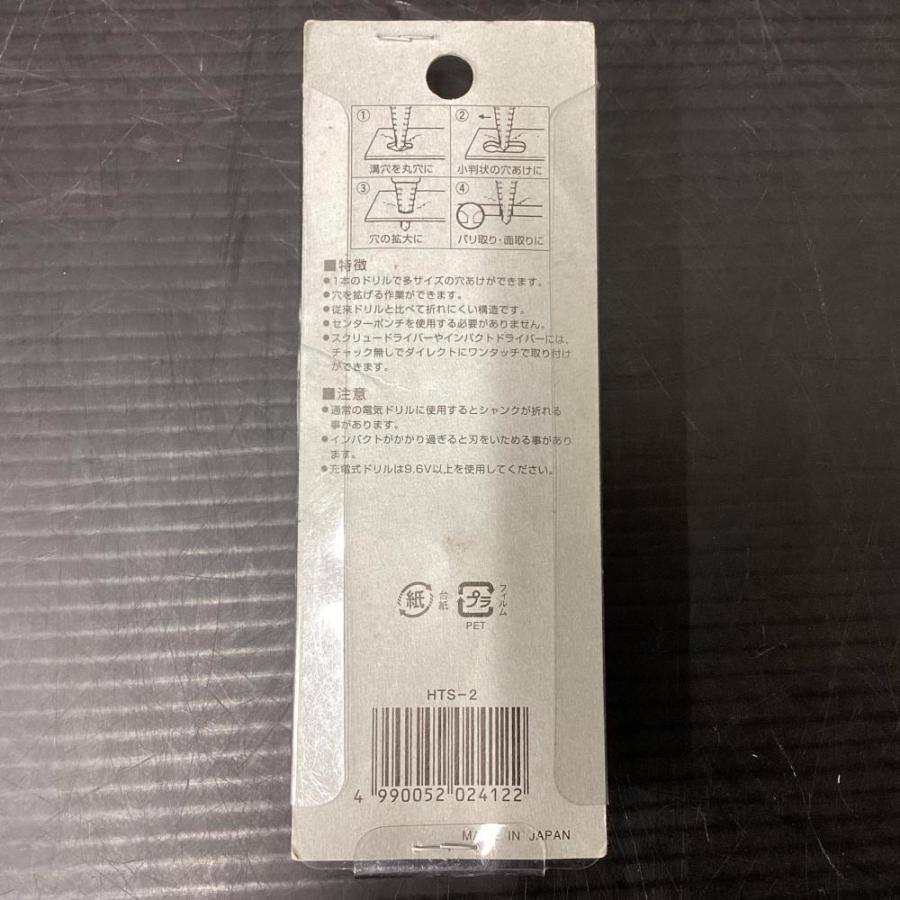 ① ②
溝穴を丸穴に 小判状の穴あけに
③ ④
穴の拡大に バリ取り・面取りに
■特徴
●1本のドリルで多サイズの穴あけができます。
●穴を拡げる作業ができます。
●従来ドリルと比べて折れにくい構造です。
●センターポンチを使用する必要がありません。
●スクリュードライバーやインパクトドライバーには、
チャック無しでダイレクトにワンタッチで取り付け
ができます。
■注意
●通常の電気ドリルに使用するとシャンクが折れる
事があります。
●インパクトがかかり過ぎると刃をいためる事があり
ます。
●充電式ドリルは9.6V以上を使用してください。
紙 台紙 プラ フィルム
PET
HTS-2
4 990052 024122
MADE IN JAPAN